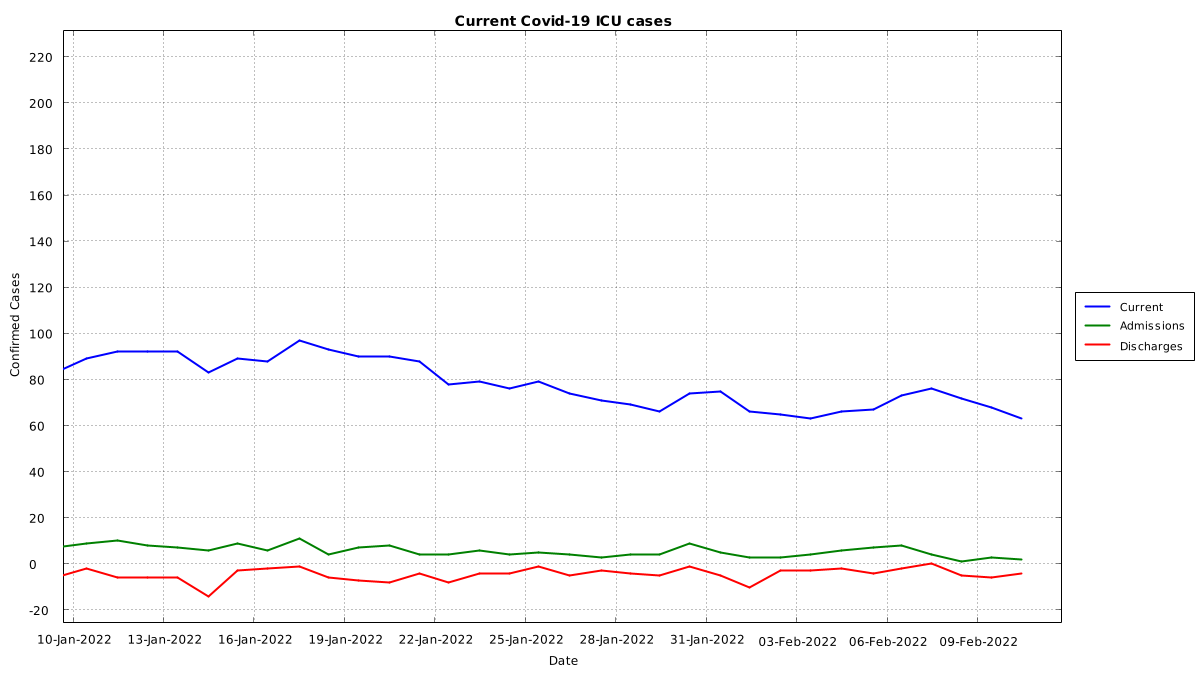 Current Covid-19 ICU cases
220
200
180
160
140
120
100
80
60
40
20
0
-20
Confirmed Cases
10-Jan-2022 13-Jan-2022 16-Jan-2022 19-Jan-2022 22-Jan-2022 25-Jan-2022 28-Jan-2022 31-Jan-2022 03-Feb-2022 06-Feb-2022 09-Feb-2022
Date
Current
Admissions
Discharges